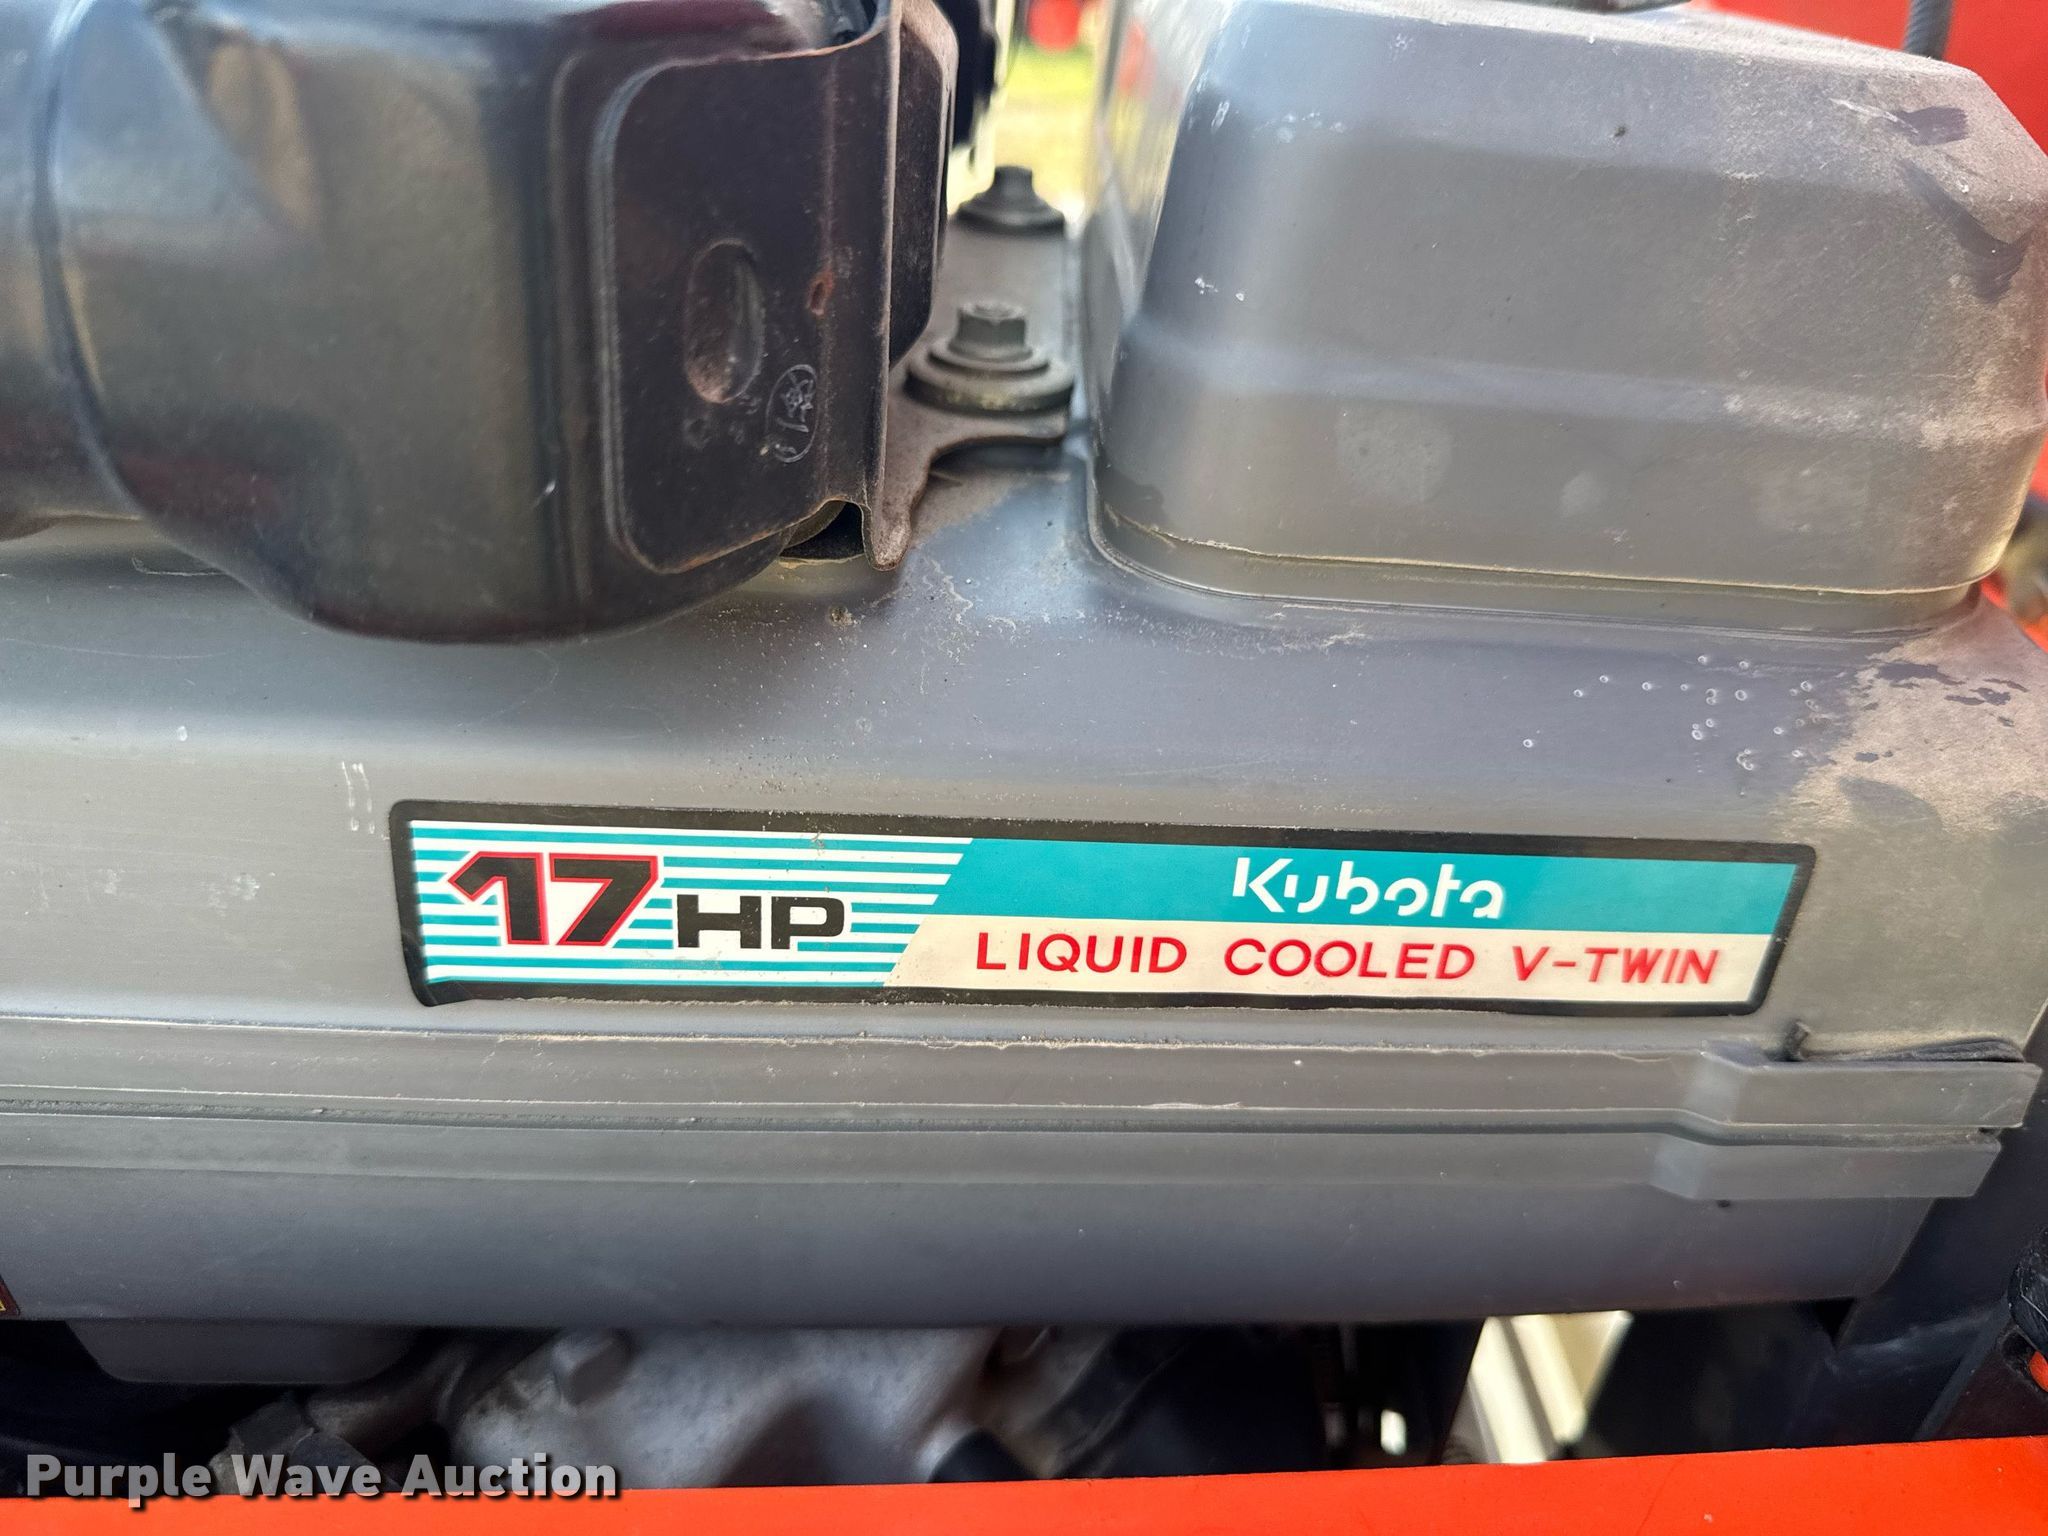 17 HP
Kubota
LIQUID COOLED V-TWIN
Purple Wave Auction